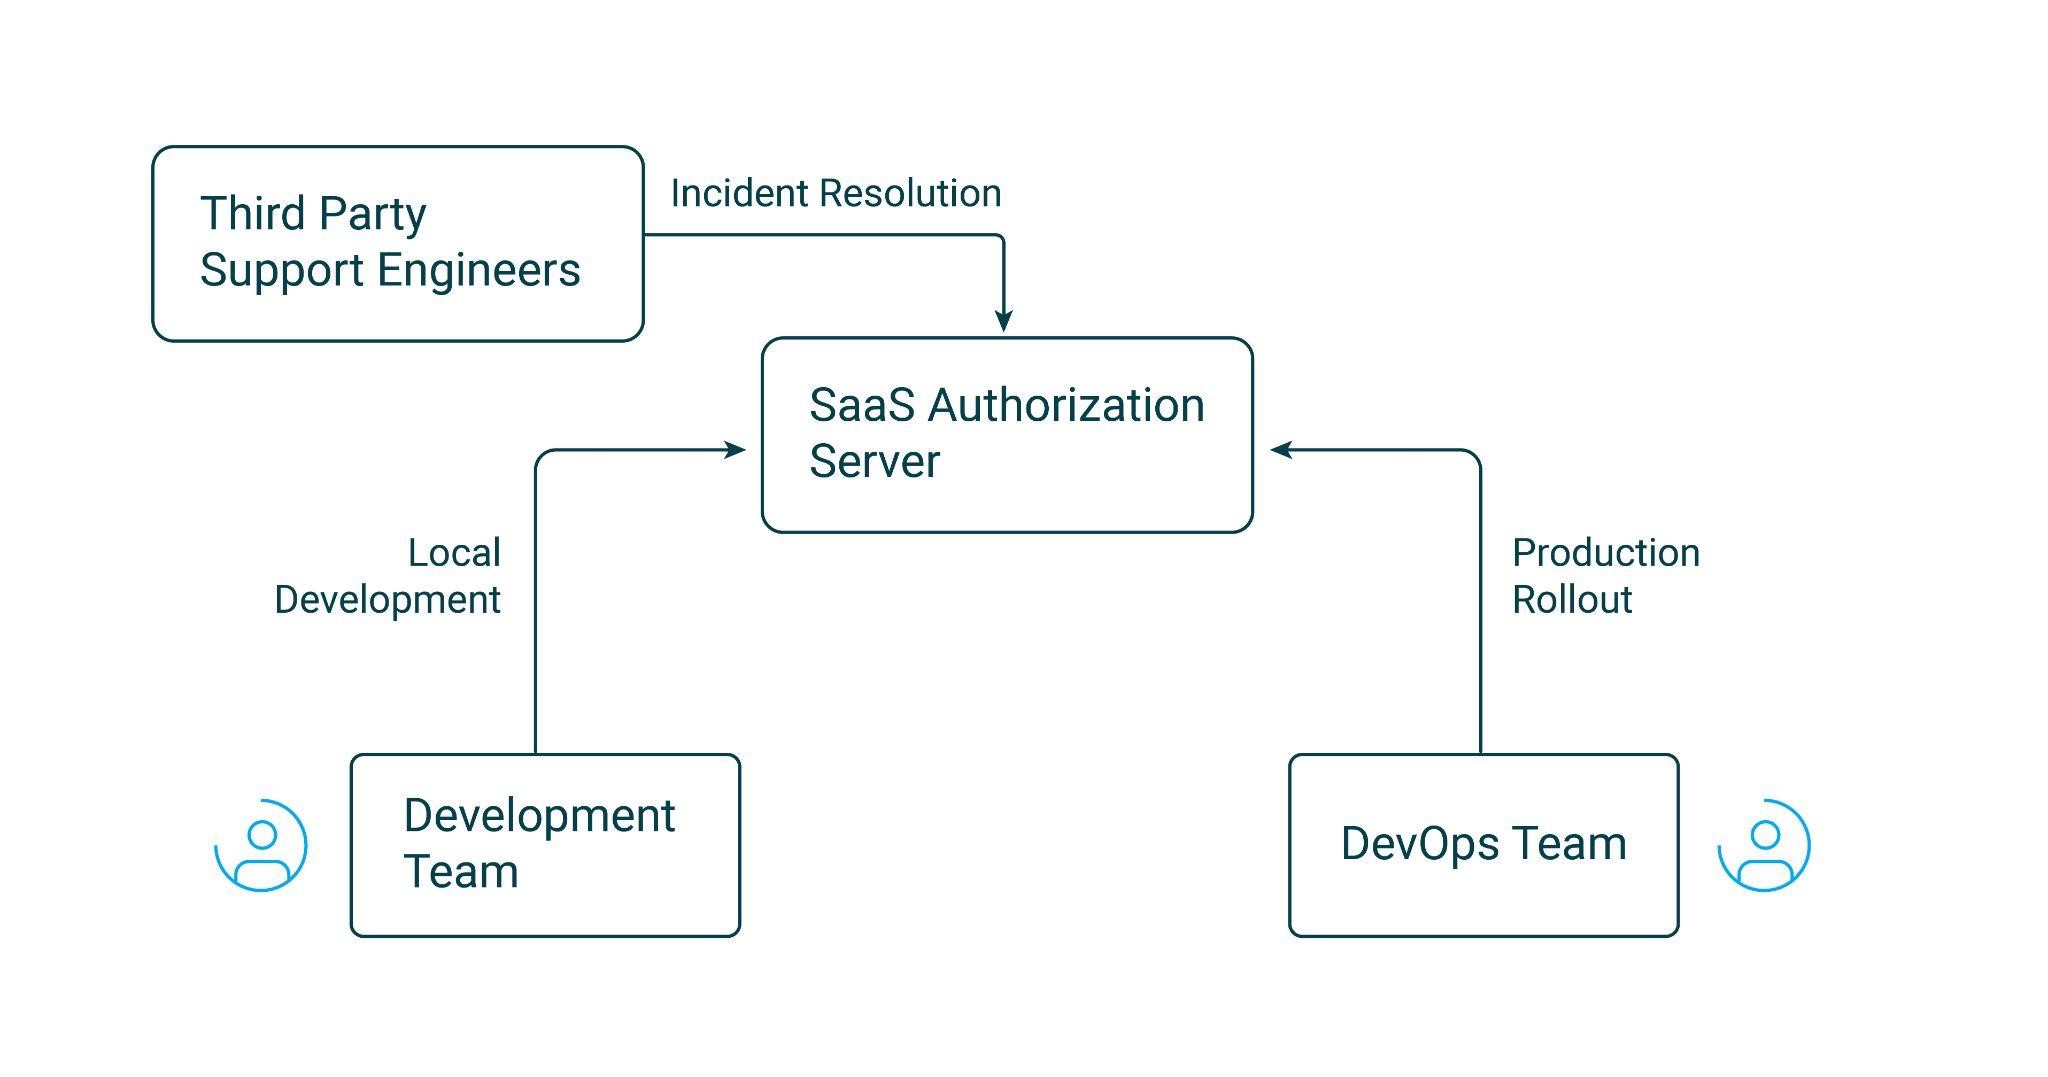 Third Party
Support Engineers
Incident Resolution
SaaS Authorization
Server
Local
Development
Production
Rollout
Development
Team
DevOps Team